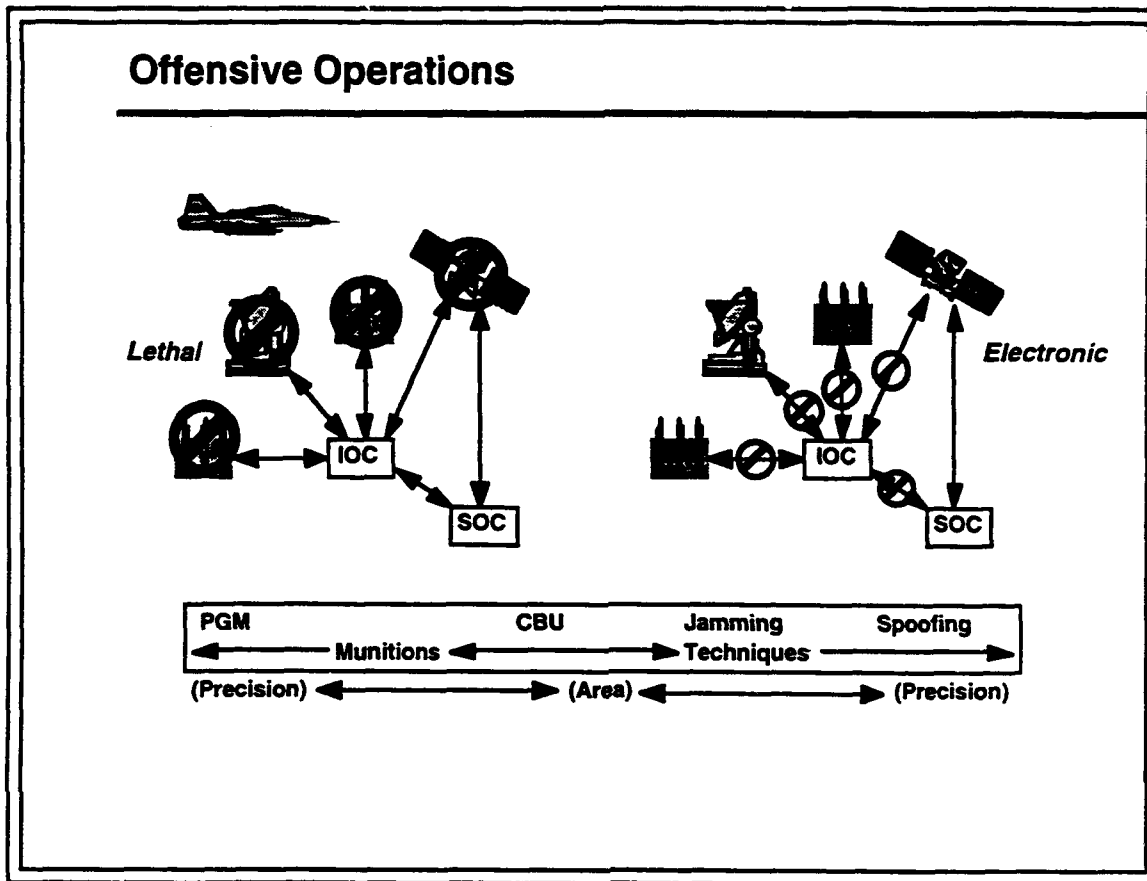 Offensive Operations
Lethal
Electronic
IOC
IOC
SOC
SOC
PGM CBU Jamming Spoofing
Munitions Techniques
(Precision) (Area) (Precision)